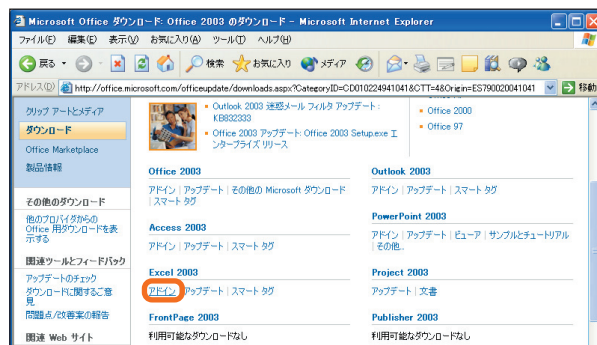 Microsoft Office ダウンロード: Office 2003 のダウンロード - Microsoft Internet Explorer
ファイル(F) 編集(E) 表示(V) お気に入り(A) ツール(T) ヘルプ(H)
戻る 検索 お気に入り メディア
アドレス(D) http://office.microsoft.com/officeupdate/downloads.aspx?CategoryID=CD010224941041&CTT=4&Origin=ES790020041041 移動
クリップ アートとメディア
ダウンロード
Office Marketplace
製品情報
その他のダウンロード
他のプロバイダからの
Office 用ダウンロードを表
示する
関連ツールとフィードバック
アップデートのチェック
ダウンロードに関するご意
見
問題点/改善案の報告
関連 Web サイト
Outlook 2003 迷惑メール フィルタ アップデート :
KB832333
Office 2003 アップデート: Office 2003 Setup.exe エ
ンタープライズ リリース
Office 2000
Office 97
Office 2003
アドイン | アップデート | その他の Microsoft ダウンロード
| スマート タグ
Access 2003
アドイン | アップデート | スマート タグ
Excel 2003
アドイン | アップデート | スマート タグ
FrontPage 2003
利用可能なダウンロードなし
Outlook 2003
アドイン | アップデート | スマート タグ
PowerPoint 2003
アドイン | アップデート | ビューア | サンプルとチュートリアル
| その他..
Project 2003
アップデート | 文書
Publisher 2003
利用可能なダウンロードなし